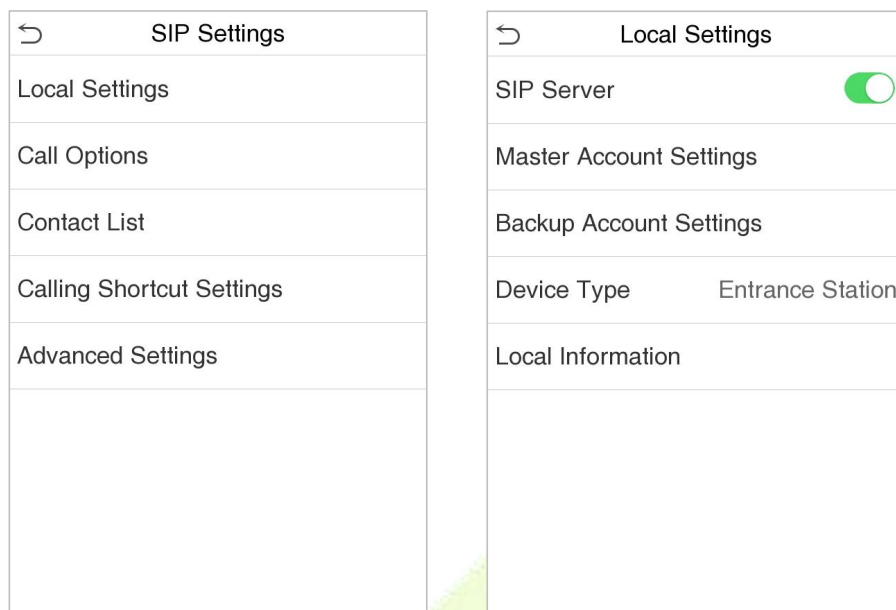 SIP Settings
Local Settings
Call Options
Contact List
Calling Shortcut Settings
Advanced Settings
Local Settings
SIP Server
Master Account Settings
Backup Account Settings
Device Type Entrance Station
Local Information